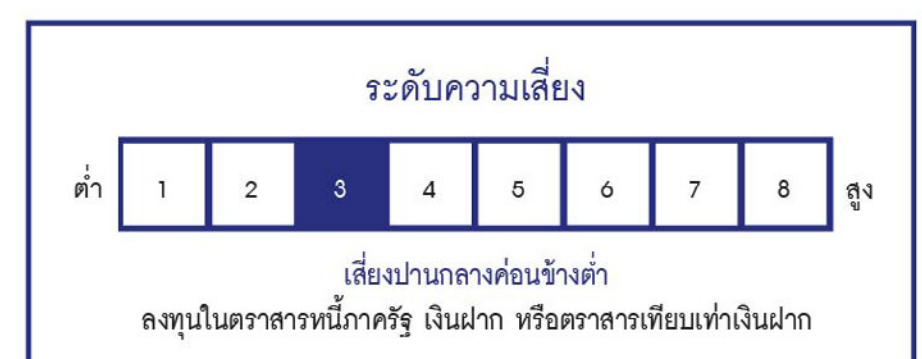 ระดับความเสี่ยง
ต่ำ 1 2 3 4 5 6 7 8 สูง
เสี่ยงปานกลางค่อนข้างต่ำ
ลงทุนในตราสารหนี้ภาครัฐ เงินฝาก หรือตราสารเทียบเท่าเงินฝาก